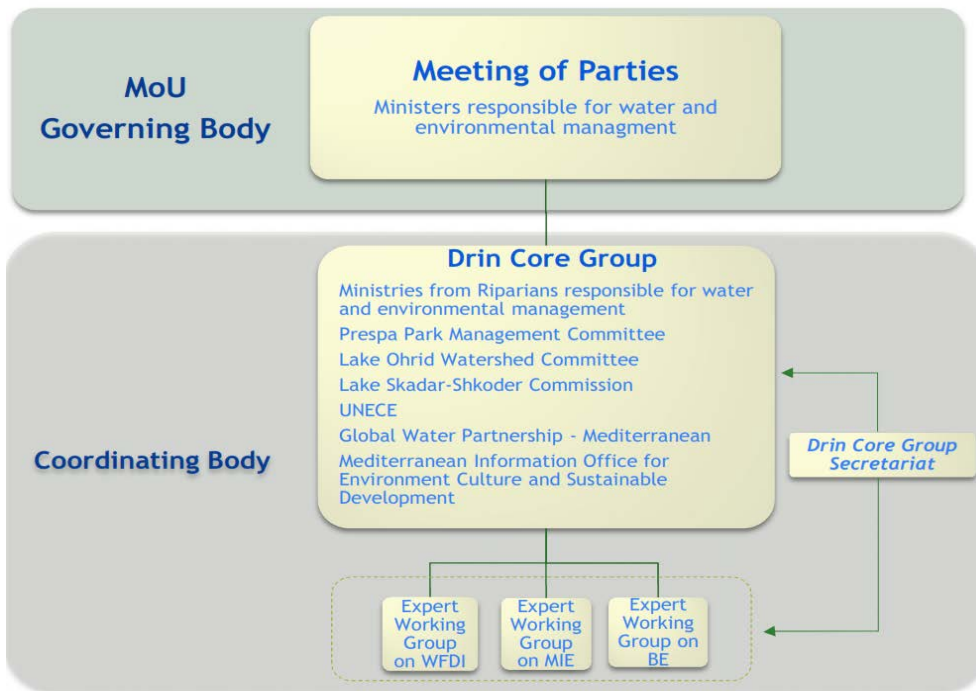 MoU
Governing Body
Meeting of Parties
Ministers responsible for water and
environmental managment
Coordinating Body
Drin Core Group
Ministries from Riparians responsible for water
and environmental management
Prespa Park Management Committee
Lake Ohrid Watershed Committee
Lake Skadar-Shkoder Commission
UNECE
Global Water Partnership - Mediterranean
Mediterranean Information Office for
Environment Culture and Sustainable
Development
Drin Core Group
Secretariat
Expert
Working
Group
on WFDI
Expert
Working
Group
on MIE
Expert
Working
Group on
BE